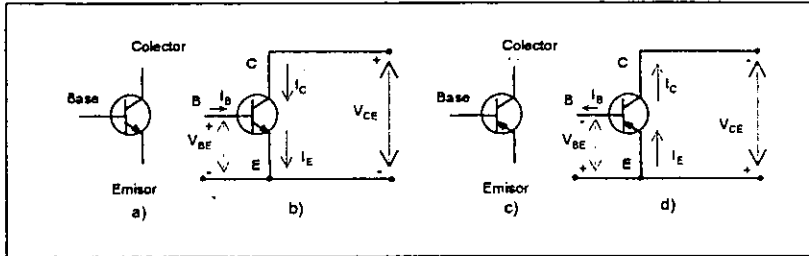 Colector
Base
Emisor
a)
C
+
I_C
B
I_B
+
V_BE
-
E
I_E
V_CE
-
b)
Colector
Base
Emisor
c)
C
-
I_C
B
I_B
-
V_BE
+
E
I_E
V_CE
+
d)